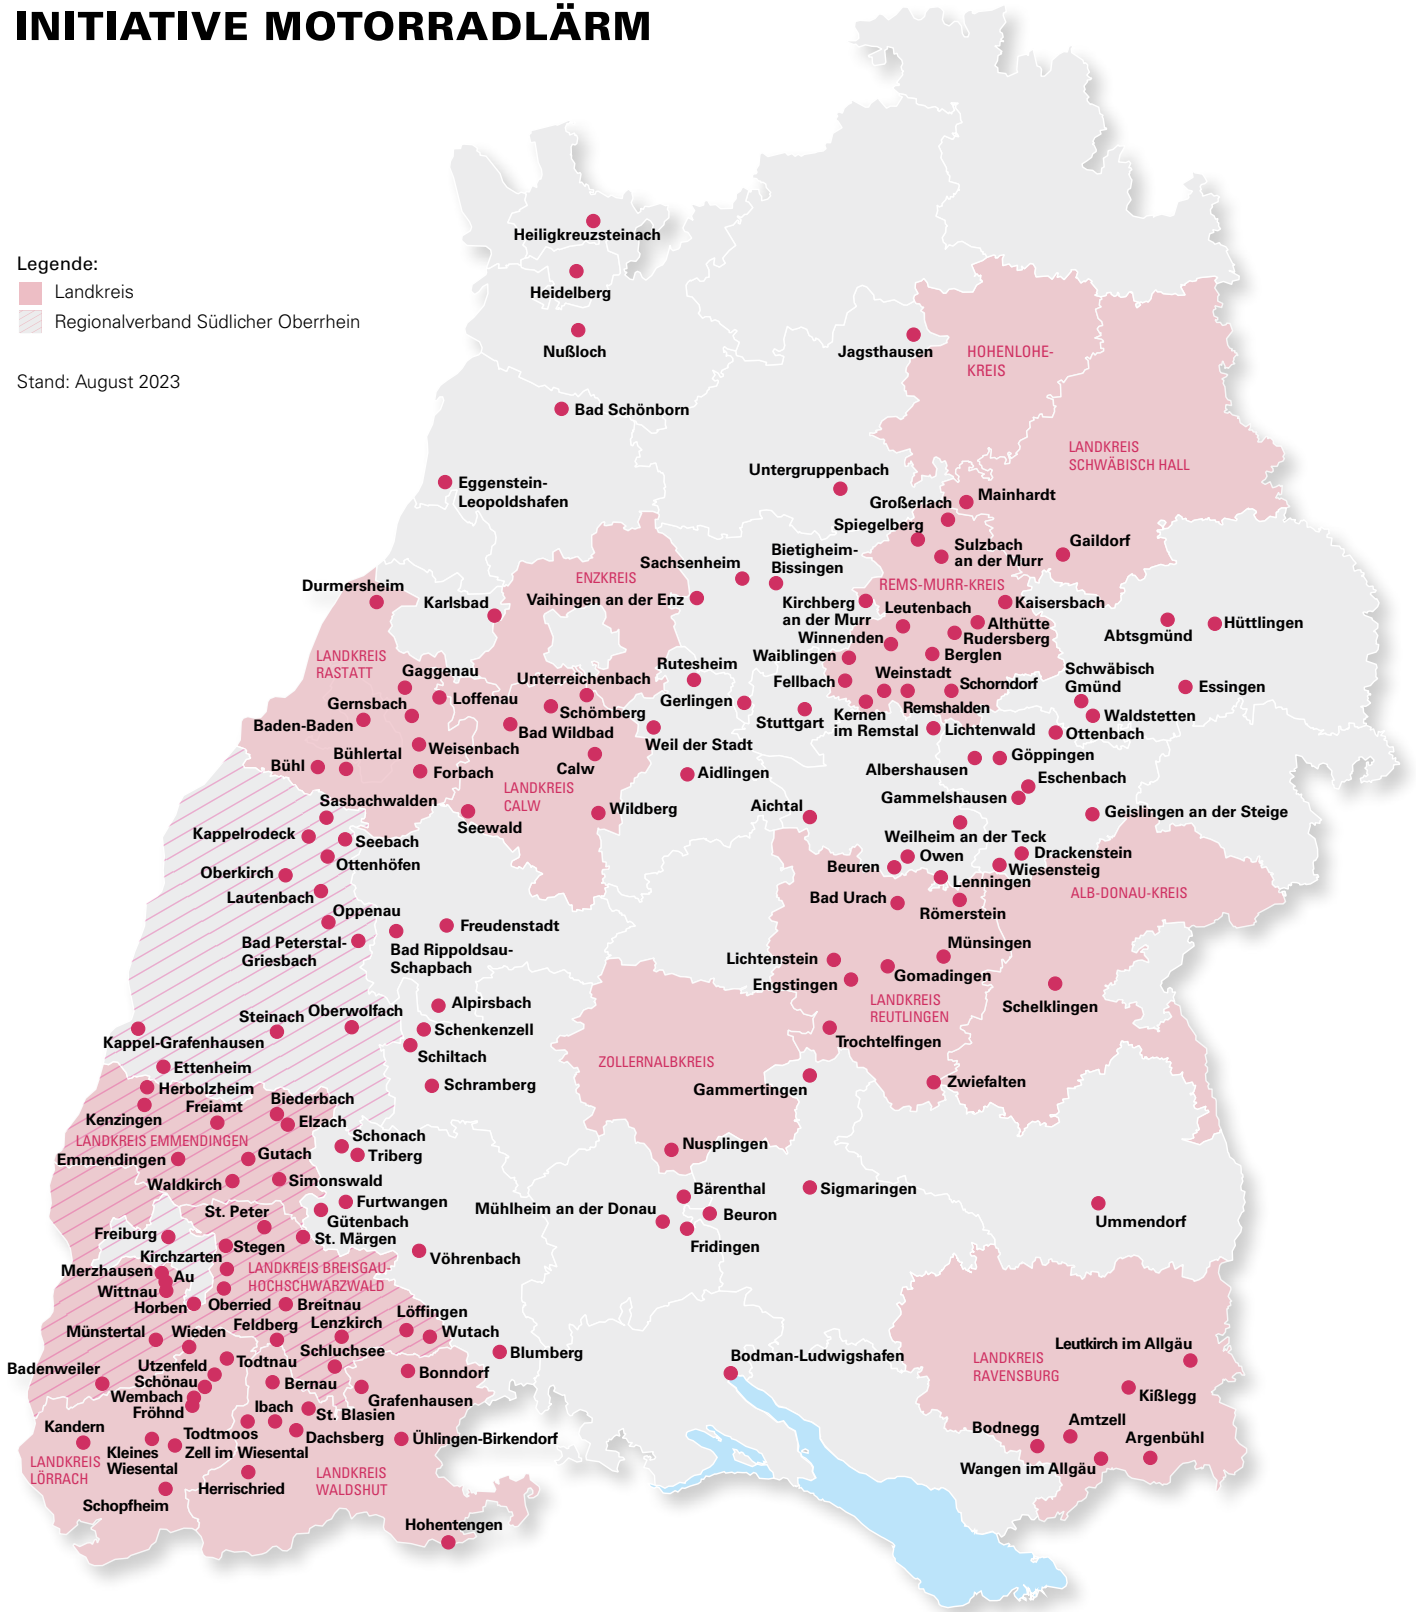 INITIATIVE MOTORRADLÄRM
Legende:
Landkreis
Regionalverband Südlicher Oberrhein
Stand: August 2023
Heiligkreuzsteinach
Heidelberg
Nußloch
Jagsthausen
HOHENLOHE-
KREIS
Bad Schönborn
LANDKREIS
SCHWÄBISCH HALL
Eggenstein-
Leopoldshafen
Untergruppenbach
Großerlach
Mainhardt
Spiegelberg
Sulzbach
an der Murr
Gaildorf
Bietigheim-
Bissingen
Sachsenheim
ENZKREIS
Vaihingen an der Enz
REMS-MURR-KREIS
Durmersheim
Karlsbad
Kirchberg
an der Murr
Leutenbach
Kaisersbach
Althütte
Rudersberg
Winnenden
Berglen
Waiblingen
Abtsgmünd
Hüttlingen
LANDKREIS
RASTATT
Gaggenau
Loffenau
Gernsbach
Baden-Baden
Unterreichenbach
Schömberg
Bad Wildbad
Rutesheim
Gerlingen
Fellbach
Weinstadt
Schorndorf
Remshalden
Stuttgart
Kernen
im Remstal
Lichtenwald
Schwäbisch
Gmünd
Essingen
Waldstetten
Ottenbach
Weisenbach
Bühlertal
Bühl
Forbach
Calw
LANDKREIS
CALW
Weil der Stadt
Aidlingen
Albershausen
Göppingen
Eschenbach
Gammelshausen
Geislingen an der Steige
Sasbachwalden
Seewald
Wildberg
Aichtal
Kappelrodeck
Seebach
Ottenhöfen
Oberkirch
Lautenbach
Weilheim an der Teck
Owen
Beuren
Drackenstein
Wiesensteig
Lenningen
Bad Urach
Römerstein
ALB-DONAU-KREIS
Oppenau
Bad Peterstal-
Griesbach
Freudenstadt
Bad Rippoldsau-
Schapbach
Münsingen
Lichtenstein
Gomadingen
Engstingen
LANDKREIS
REUTLINGEN
Schelklingen
Alpirsbach
Steinach
Oberwolfach
Schenkenzell
Schiltach
Kappel-Grafenhausen
Trochtelfingen
ZOLLERNALBKREIS
Gammertingen
Zwiefalten
Schramberg
Ettenheim
Herbolzheim
Kenzingen
Freiamt
Biederbach
Elzach
LANDKREIS EMMENDINGEN
Emmendingen
Gutach
Schonach
Triberg
Waldkirch
Simonswald
Nusplingen
Bärenthal
Sigmaringen
Mühlheim an der Donau
Beuron
Fridingen
Ummendorf
Furtwangen
Gütenbach
St. Peter
St. Märgen
Freiburg
Stegen
Kirchzarten
Vöhrenbach
LANDKREIS BREISGAU-
HOCHSCHWARZWALD
Merzhausen
Au
Wittnau
Horben
Oberried
Breitnau
Löffingen
Münstertal
Wieden
Feldberg
Lenzkirch
Wutach
Schluchsee
Blumberg
Badenweiler
Utzenfeld
Todtnau
Schönau
Bernau
Bonndorf
Wembach
Fröhnd
Grafenhausen
Ibach
St. Blasien
Kandern
Todtmoos
Dachsberg
Ühlingen-Birkendorf
Kleines
Wiesental
Zell im Wiesental
LANDKREIS
LÖRRACH
Herrischried
LANDKREIS
WALDSHUT
Schopfheim
Hohentengen
Bodman-Ludwigshafen
LANDKREIS
RAVENSBURG
Leutkirch im Allgäu
Kißlegg
Amtzell
Bodnegg
Argenbühl
Wangen im Allgäu